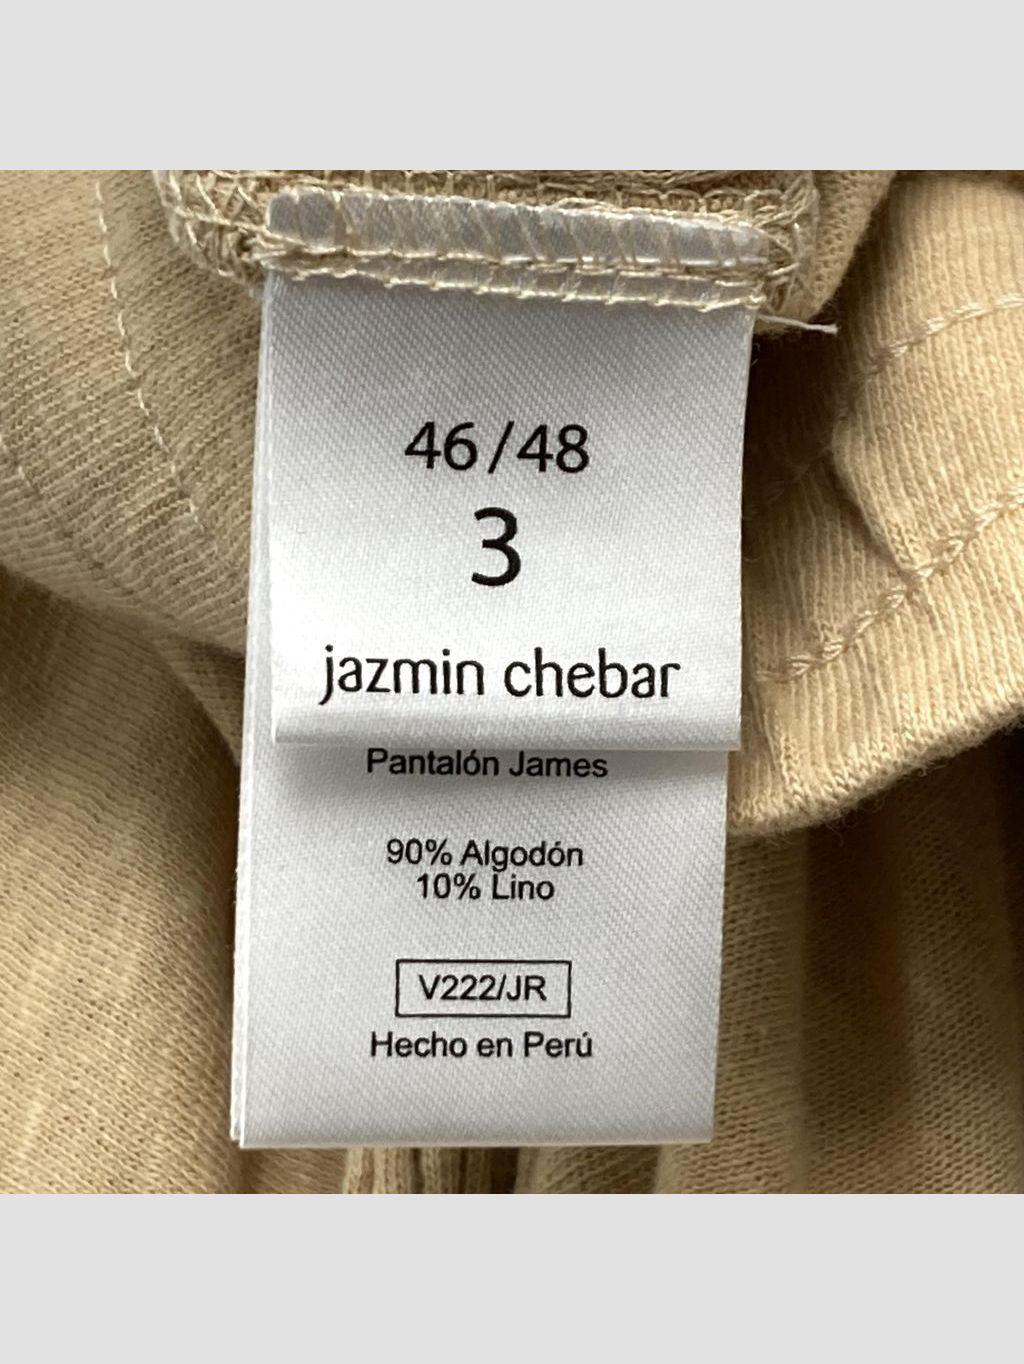 46/48
3
jazmin chebar
Pantalón James
90% Algodón
10% Lino
V222/JR
Hecho en Perú